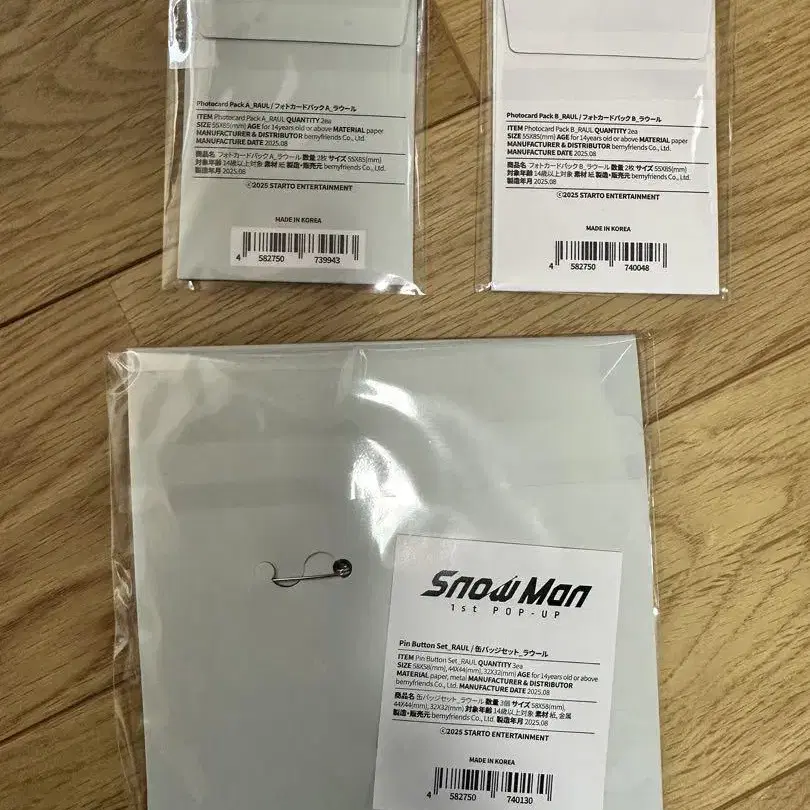 Photocard Pack A_RAUL / フォトカードパック A_ラウール
ITEM Photocard Pack A_RAUL QUANTITY 2ea
SIZE 55X85(mm) AGE for 14years old or above MATERIAL paper
MANUFACTURER & DISTRIBUTOR bemyfriends Co., Ltd.
MANUFACTURE DATE 2025.08
商品名 フォトカードパック A_ラウール 数量 2枚 サイズ 55X85(mm)
対象年齢 14歳以上対象 素材 紙 製造・販売元 bemyfriends Co., Ltd.
製造年月 2025.08
©2025 STARTO ENTERTAINMENT
MADE IN KOREA
4 582750 739943
Photocard Pack B_RAUL / フォトカードパック B_ラウール
ITEM Photocard Pack B_RAUL QUANTITY 2ea
SIZE 55X85(mm) AGE for 14years old or above MATERIAL paper
MANUFACTURER & DISTRIBUTOR bemyfriends Co., Ltd.
MANUFACTURE DATE 2025.08
商品名 フォトカードパック B_ラウール 数量 2枚 サイズ 55X85(mm)
対象年齢 14歳以上対象 素材 紙 製造・販売元 bemyfriends Co., Ltd.
製造年月 2025.08
©2025 STARTO ENTERTAINMENT
MADE IN KOREA
4 582750 740048
Snow Man
1st POP-UP
Pin Button Set_RAUL / 缶バッジセット_ラウール
ITEM Pin Button Set_RAUL QUANTITY 3ea
SIZE 58X58(mm), 44X44(mm), 32X32(mm) AGE for 14years old or above
MATERIAL paper, metal MANUFACTURER & DISTRIBUTOR
bemyfriends Co., Ltd. MANUFACTURE DATE 2025.08
商品名 缶バッジセット_ラウール 数量 3個 サイズ 58X58(mm),
44X44(mm), 32X32(mm) 対象年齢 14歳以上対象 素材 紙, 金属
製造・販売元 bemyfriends Co., Ltd. 製造年月 2025.08
©2025 STARTO ENTERTAINMENT
MADE IN KOREA
4 582750 740130